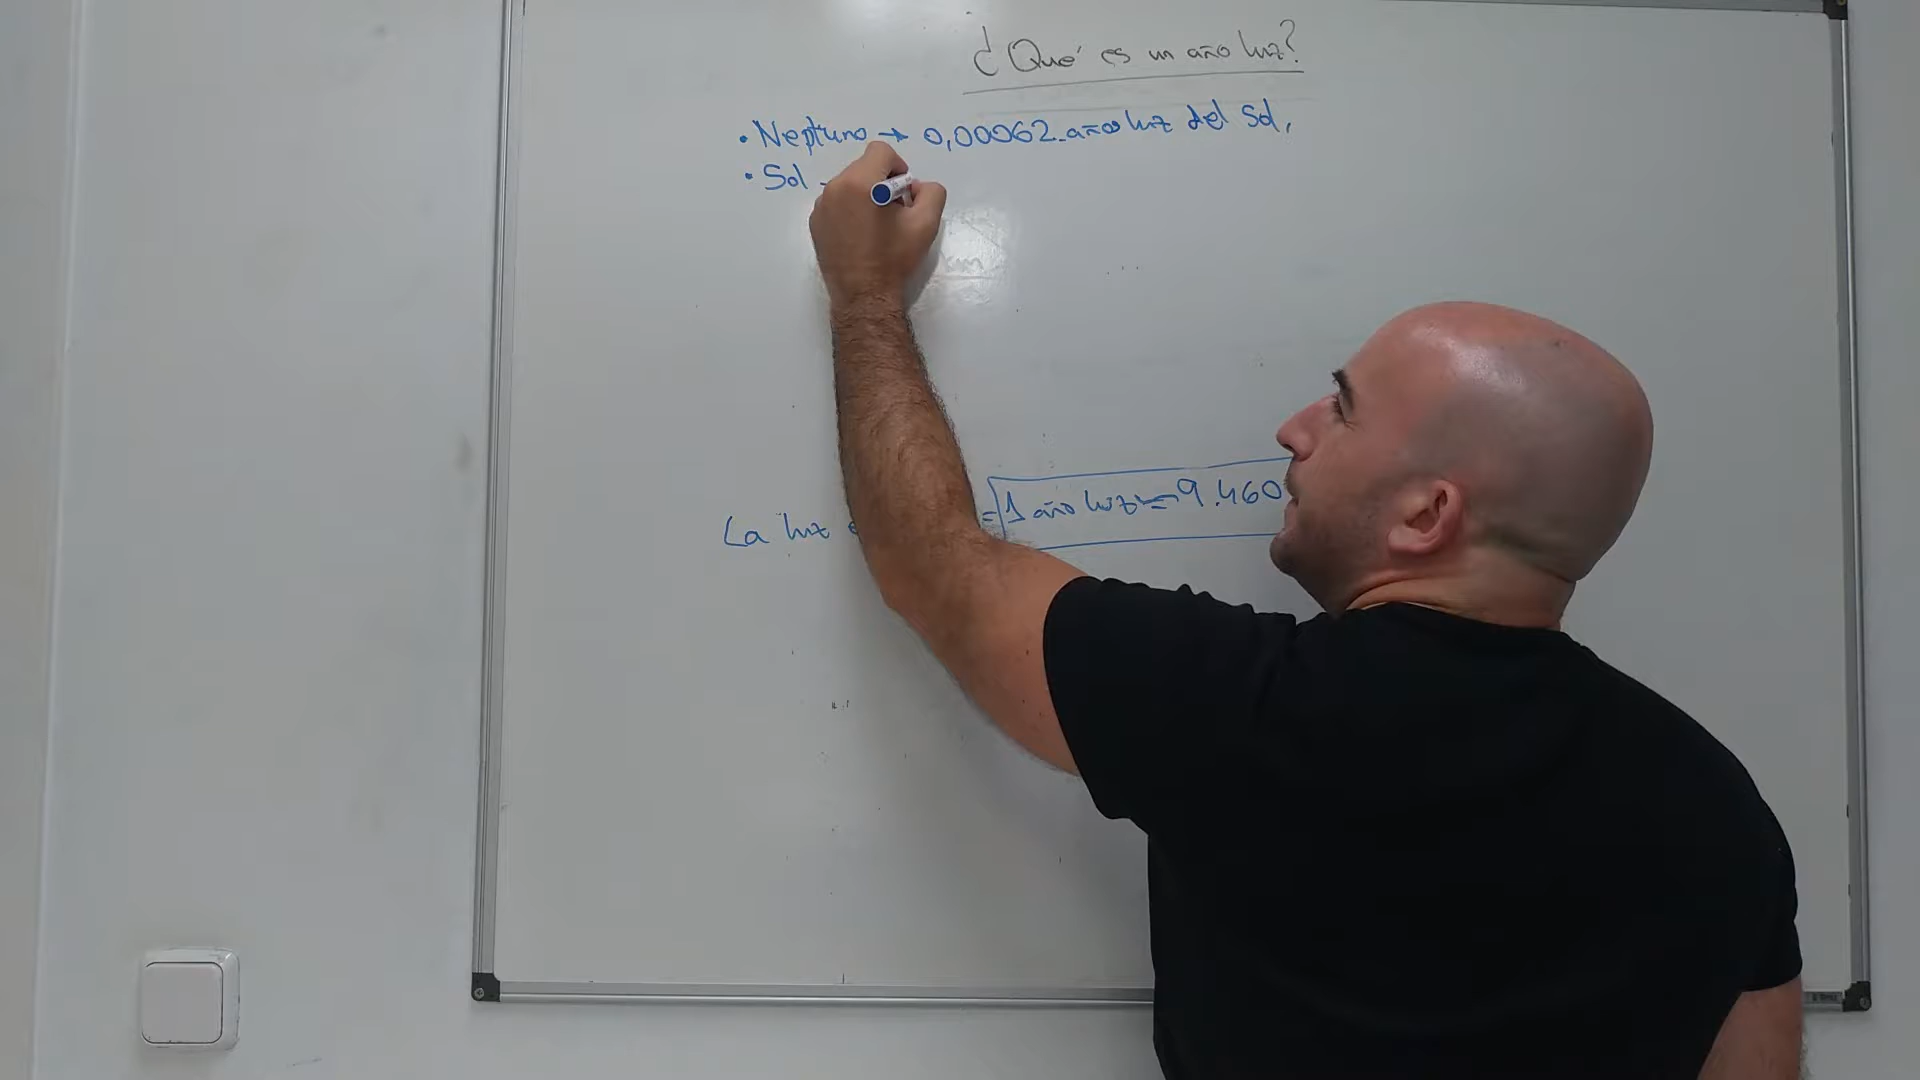 ¿Qué es un año luz?
• Neptuno → 0,00062 años luz del Sol,
• Sol
km
La luz
= 1 año luz = 9.460